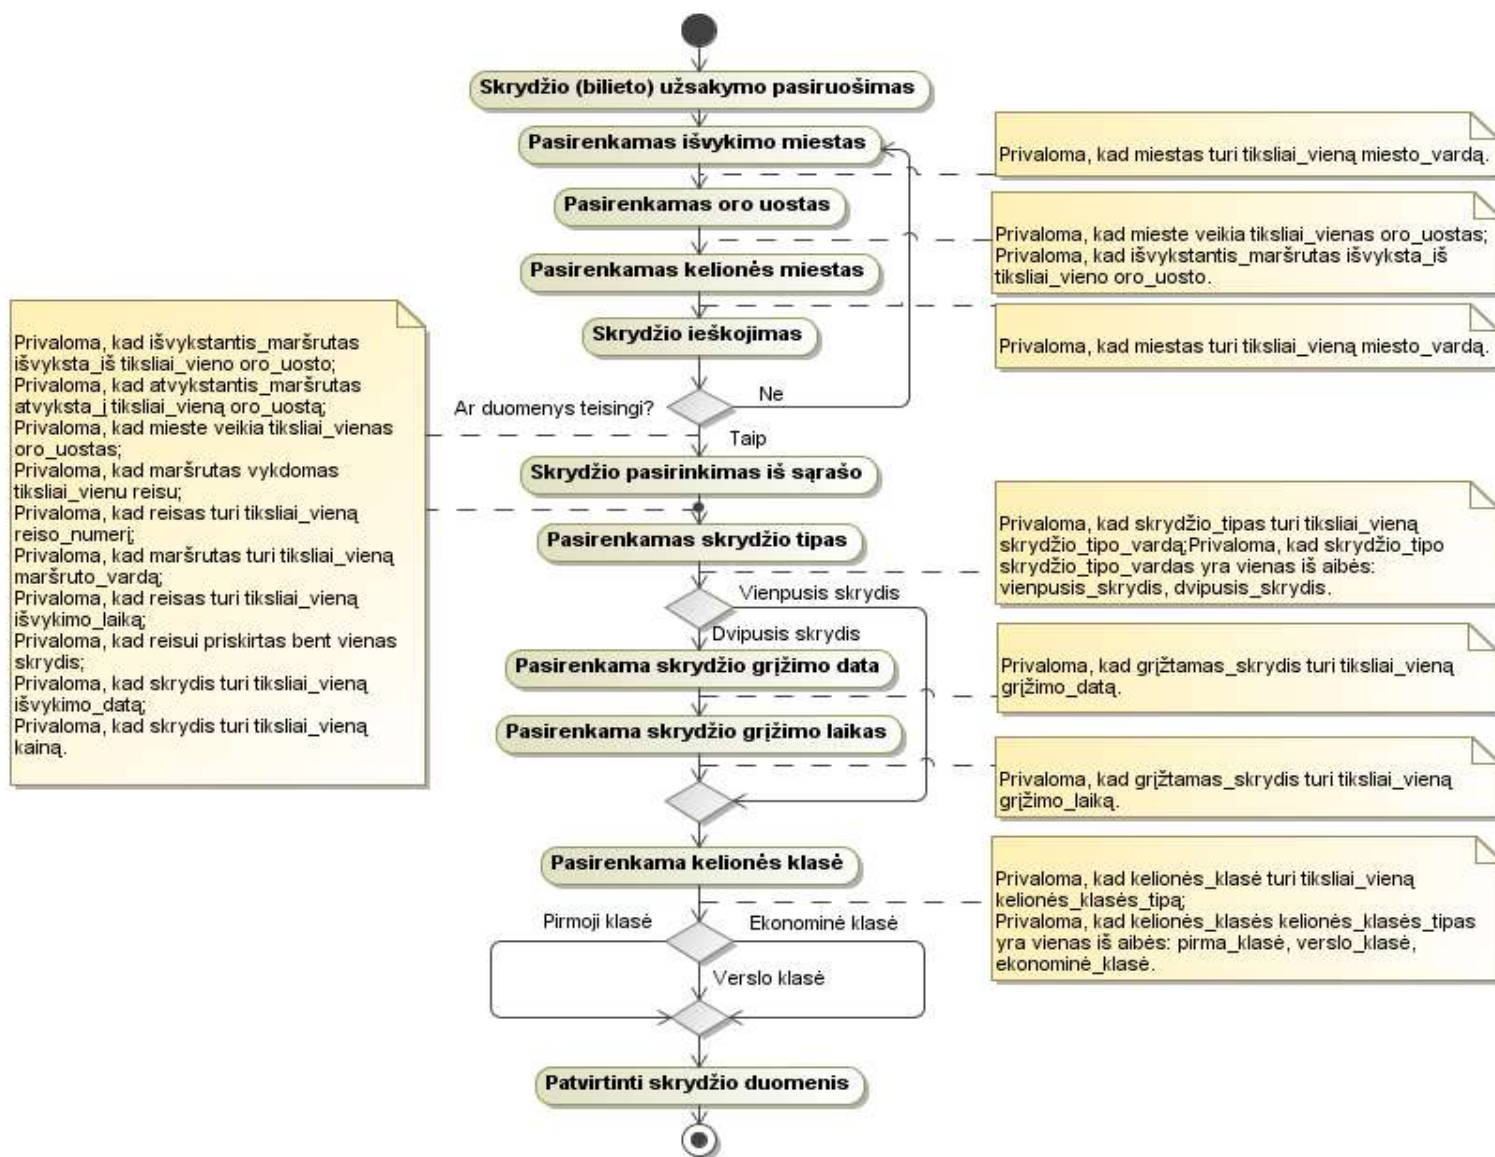 Skrydžio (bilieto) užsakymo pasiruošimas
Pasirenkamas išvykimo miestas
Privaloma, kad miestas turi tiksliai_vieną miesto_vardą.
Pasirenkamas oro uostas
Privaloma, kad mieste veikia tiksliai_vienas oro_uostas;
Privaloma, kad išvykstantis_maršrutas išvyksta_iš
tiksliai_vieno oro_uosto.
Pasirenkamas kelionės miestas
Skrydžio ieškojimas
Privaloma, kad miestas turi tiksliai_vieną miesto_vardą.
Privaloma, kad išvykstantis_maršrutas
išvyksta_iš tiksliai_vieno oro_uosto;
Privaloma, kad atvykstantis_maršrutas
atvyksta_į tiksliai_vieną oro_uostą;
Privaloma, kad mieste veikia tiksliai_vienas
oro_uostas;
Privaloma, kad maršrutas vykdomas
tiksliai_vienu reisu;
Privaloma, kad reisas turi tiksliai_vieną
reiso_numerį;
Privaloma, kad maršrutas turi tiksliai_vieną
maršruto_vardą;
Privaloma, kad reisas turi tiksliai_vieną
išvykimo_laiką;
Privaloma, kad reisui priskirtas bent vienas
skrydis;
Privaloma, kad skrydis turi tiksliai_vieną
išvykimo_datą;
Privaloma, kad skrydis turi tiksliai_vieną
kainą.
Ar duomenys teisingi?
Ne
Taip
Skrydžio pasirinkimas iš sąrašo
Pasirenkamas skrydžio tipas
Privaloma, kad skrydžio_tipas turi tiksliai_vieną
skrydžio_tipo_vardą;Privaloma, kad skrydžio_tipo
skrydžio_tipo_vardas yra vienas iš aibės:
vienpusis_skrydis, dvipusis_skrydis.
Vienpusis skrydis
Dvipusis skrydis
Pasirenkama skrydžio grįžimo data
Privaloma, kad grįžtamas_skrydis turi tiksliai_vieną
grįžimo_datą.
Pasirenkama skrydžio grįžimo laikas
Privaloma, kad grįžtamas_skrydis turi tiksliai_vieną
grįžimo_laiką.
Pasirenkama kelionės klasė
Privaloma, kad kelionės_klasė turi tiksliai_vieną
kelionės_klasės_tipą;
Privaloma, kad kelionės_klasės kelionės_klasės_tipas
yra vienas iš aibės: pirma_klasė, verslo_klasė,
ekonominė_klasė.
Pirmoji klasė
Ekonominė klasė
Verslo klasė
Patvirtinti skrydžio duomenis